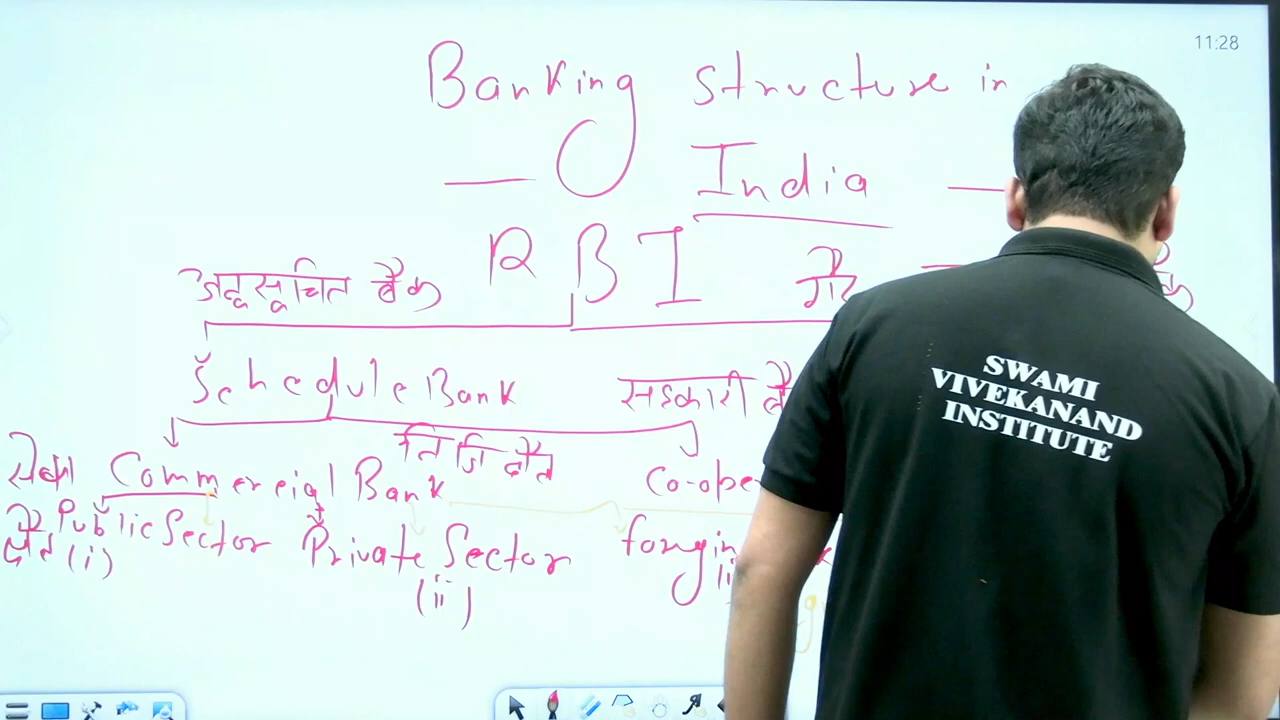 11:28
Banking Structure in
India
अनुसूचित बैंक RBI गैर
Schedule Bank सहकारी
निजि क्षेत्र
Commercial Bank Co-ope
Public Sector Private Sector
क्षेत्र (i) (ii)
SWAMI
VIVEKANAND
INSTITUTE